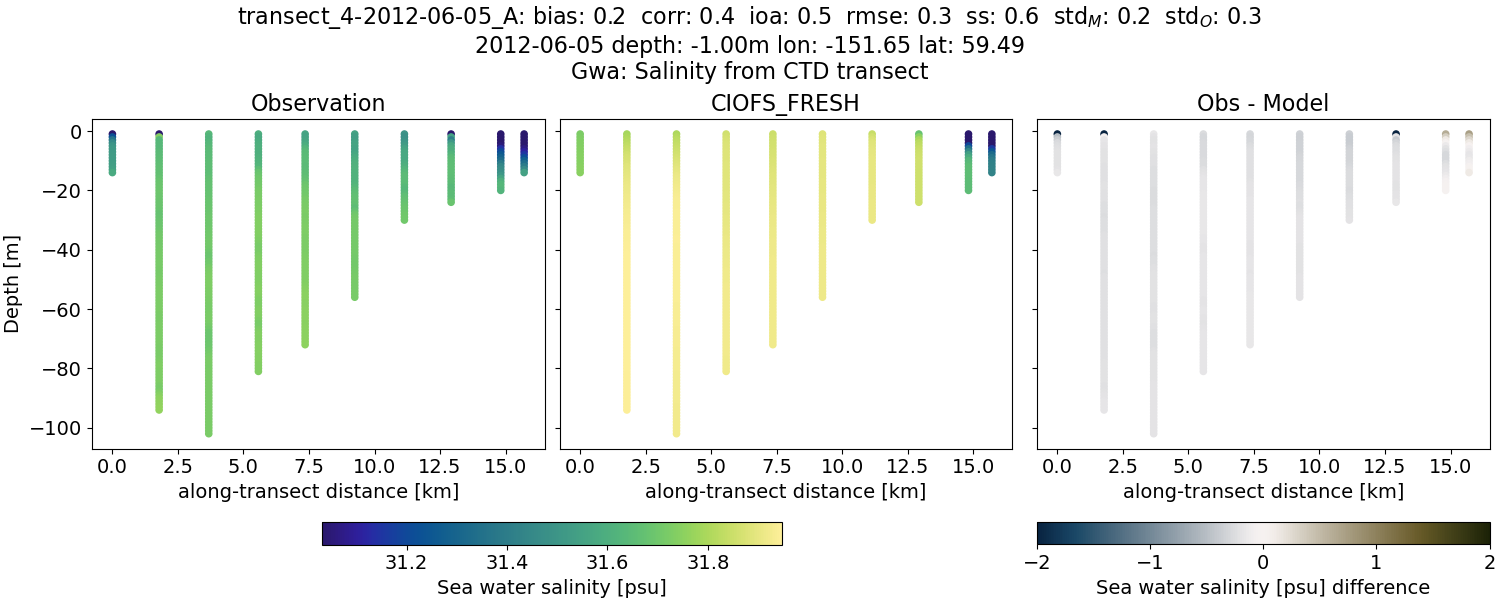 transect_4-2012-06-05_A: bias: 0.2 corr: 0.4 ioa: 0.5 rmse: 0.3 ss: 0.6 std_M: 0.2 std_O: 0.3
2012-06-05 depth: -1.00m lon: -151.65 lat: 59.49
Gwa: Salinity from CTD transect
Observation
CIOFS_FRESH
Obs - Model
Depth [m]
0
−20
−40
−60
−80
−100
0.0 2.5 5.0 7.5 10.0 12.5 15.0
0.0 2.5 5.0 7.5 10.0 12.5 15.0
0.0 2.5 5.0 7.5 10.0 12.5 15.0
along-transect distance [km]
along-transect distance [km]
along-transect distance [km]
31.2 31.4 31.6 31.8
Sea water salinity [psu]
−2 −1 0 1 2
Sea water salinity [psu] difference